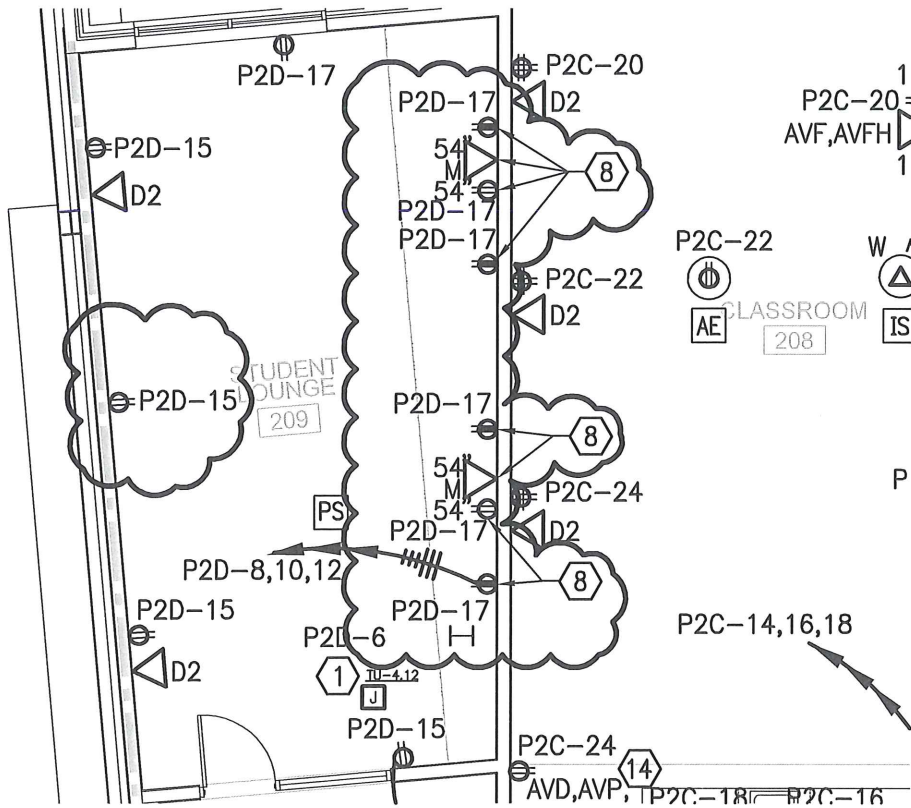 P2D-17
P2C-20
P2D-17
D2
P2C-20
AVF,AVFH
1
1
P2D-15
54"
M
54"
8
D2
P2D-17
P2D-17
P2C-22
W
P2C-22
D2
AE
CLASSROOM
208
IS
STUDENT
LOUNGE
209
P2D-15
P2D-17
8
54"
M
54"
P2C-24
P
PS
D2
P2D-17
P2D-8,10,12
8
P2D-17
P2D-15
P2D-6
P2C-14,16,18
D2
1
TU-4.12
J
P2D-15
P2C-24
14
AVD,AVP,
P2C-18
P2C-16